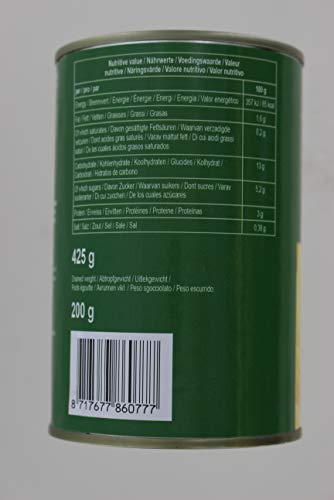 Nutritive value / Nährwerte / Voedingswaarde / Valeur
nutritive / Näringsvärde / Valore nutritivo / Valor nutritivo
per / pro / par 100 g
Energy / Brennwert / Energie / Énergie / Energi / Energia / Valor energético 357 kJ / 85 kcal
Fat / Fett / Vetten / Graisses / Grassi / Grasas 1,6 g
Of which saturates / Davon gesättigte Fettsäuren / Waarvan verzadigde 0,2 g
vetzuren / Dont acides gras saturés / Varav mättat / Di cui acidi grassi
saturi / De las cuales ácidos grasos saturados
Carbohydrate / Kohlenhydrate / Koolhydraten / Glucides / Kolhydrat / 13 g
Carboidrati / Hidratos de carbono
Of which sugars / Davon Zucker / Waarvan suikers / Dont sucres / Varav 5,2 g
sockerarter / Di cui zuccheri / De los cuales azúcares
Protein / Eiweiss / Eiwitten / Protéines / Proteine / Proteínas 3 g
Salt / Salz / Zout / Sel / Sale / Sal 0,38 g
425 g
Drained weight / Abtropfgewicht / Uitlekgewicht /
Poids égoutté / Avrunnen vikt / Peso sgocciolato / Peso escurrido
200 g
8 717677 860777